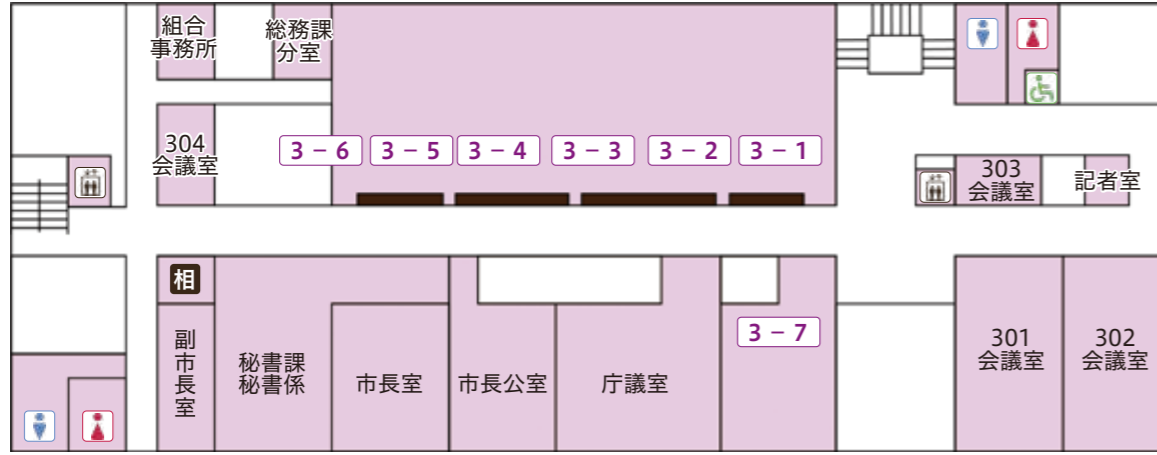 組合
事務所
総務課
分室
304
会議室
3－6
3－5
3－4
3－3
3－2
3－1
303
会議室
記者室
相
副市長室
秘書課
秘書係
市長室
市長公室
庁議室
3－7
301
会議室
302
会議室